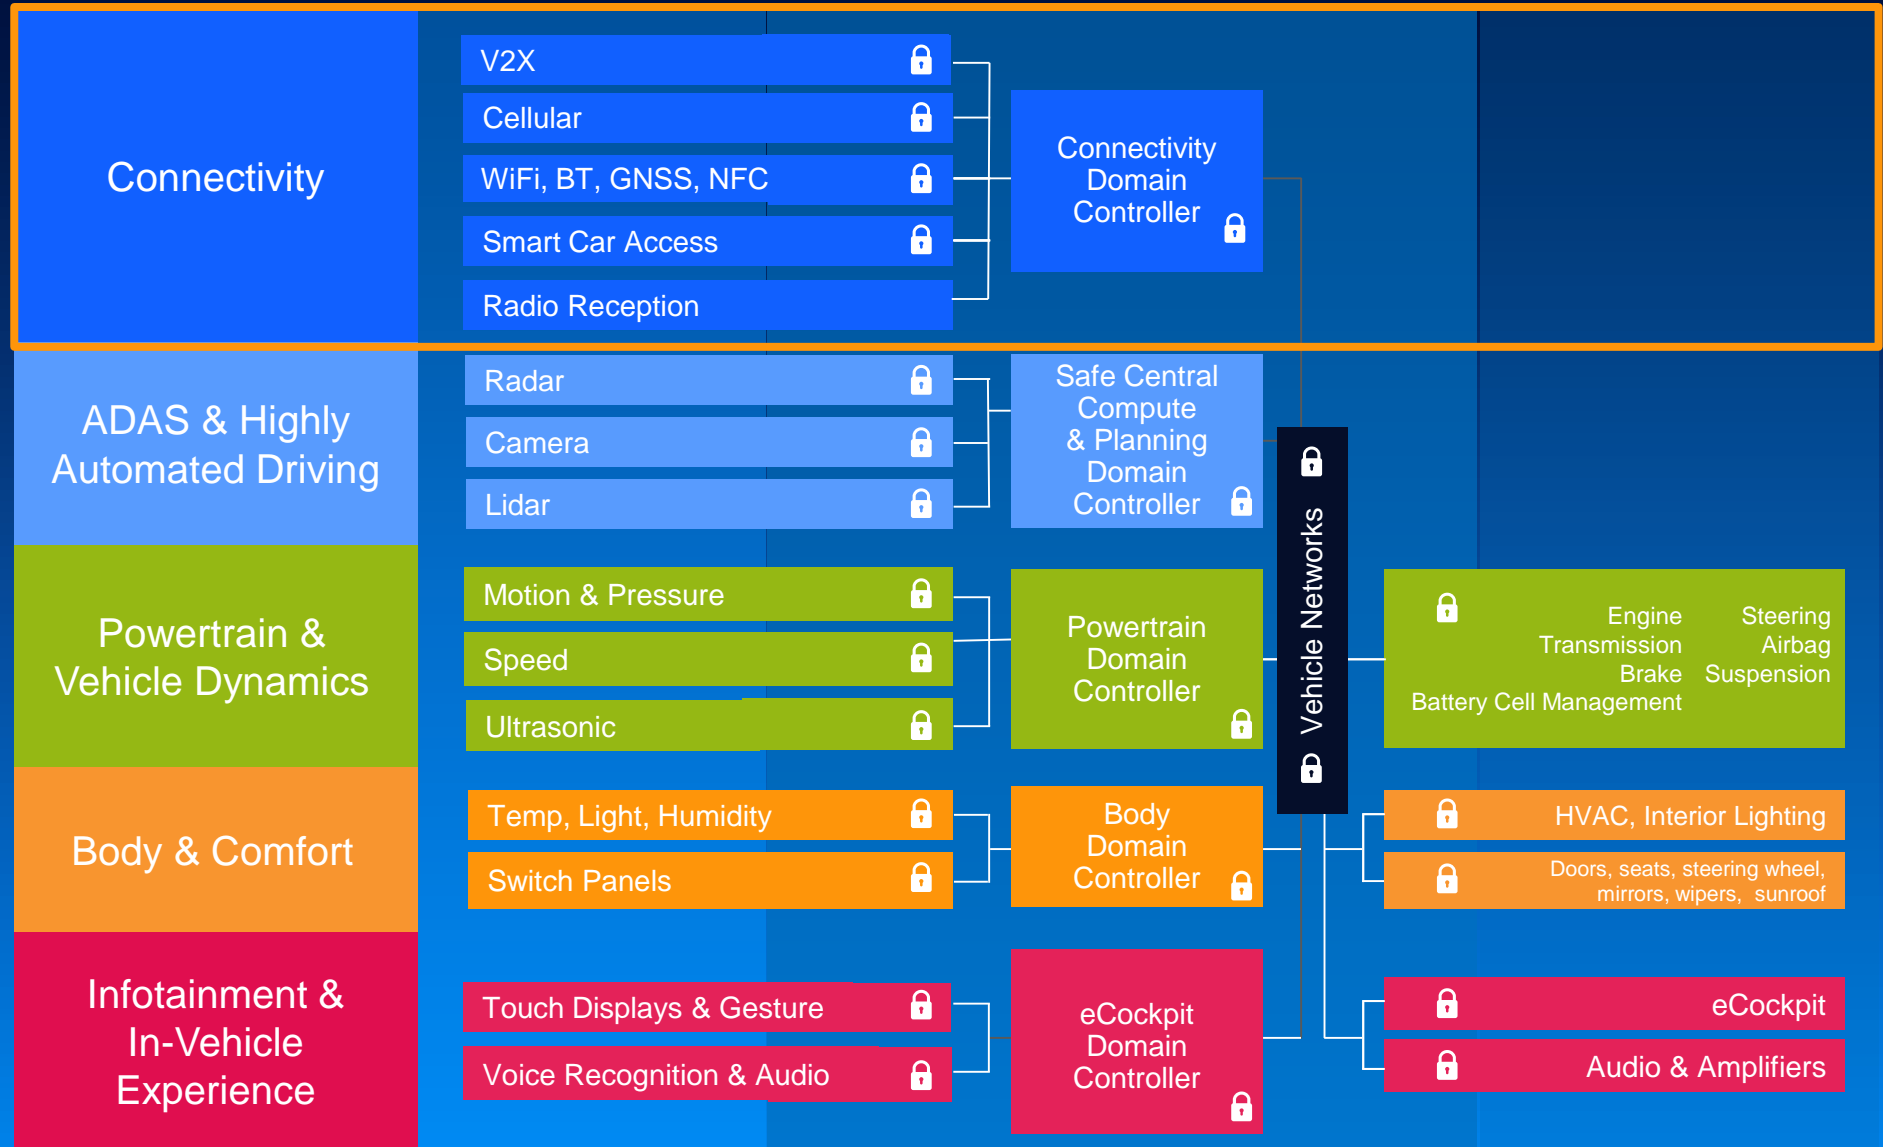 Connectivity
V2X
Cellular
WiFi, BT, GNSS, NFC
Smart Car Access
Radio Reception
Connectivity
Domain
Controller
ADAS & Highly
Automated Driving
Radar
Camera
Lidar
Safe Central
Compute
& Planning
Domain
Controller
Vehicle Networks
Powertrain &
Vehicle Dynamics
Motion & Pressure
Speed
Ultrasonic
Powertrain
Domain
Controller
Engine Steering
Transmission Airbag
Brake Suspension
Battery Cell Management
Body & Comfort
Temp, Light, Humidity
Switch Panels
Body
Domain
Controller
HVAC, Interior Lighting
Doors, seats, steering wheel,
mirrors, wipers, sunroof
Infotainment &
In-Vehicle
Experience
Touch Displays & Gesture
Voice Recognition & Audio
eCockpit
Domain
Controller
eCockpit
Audio & Amplifiers